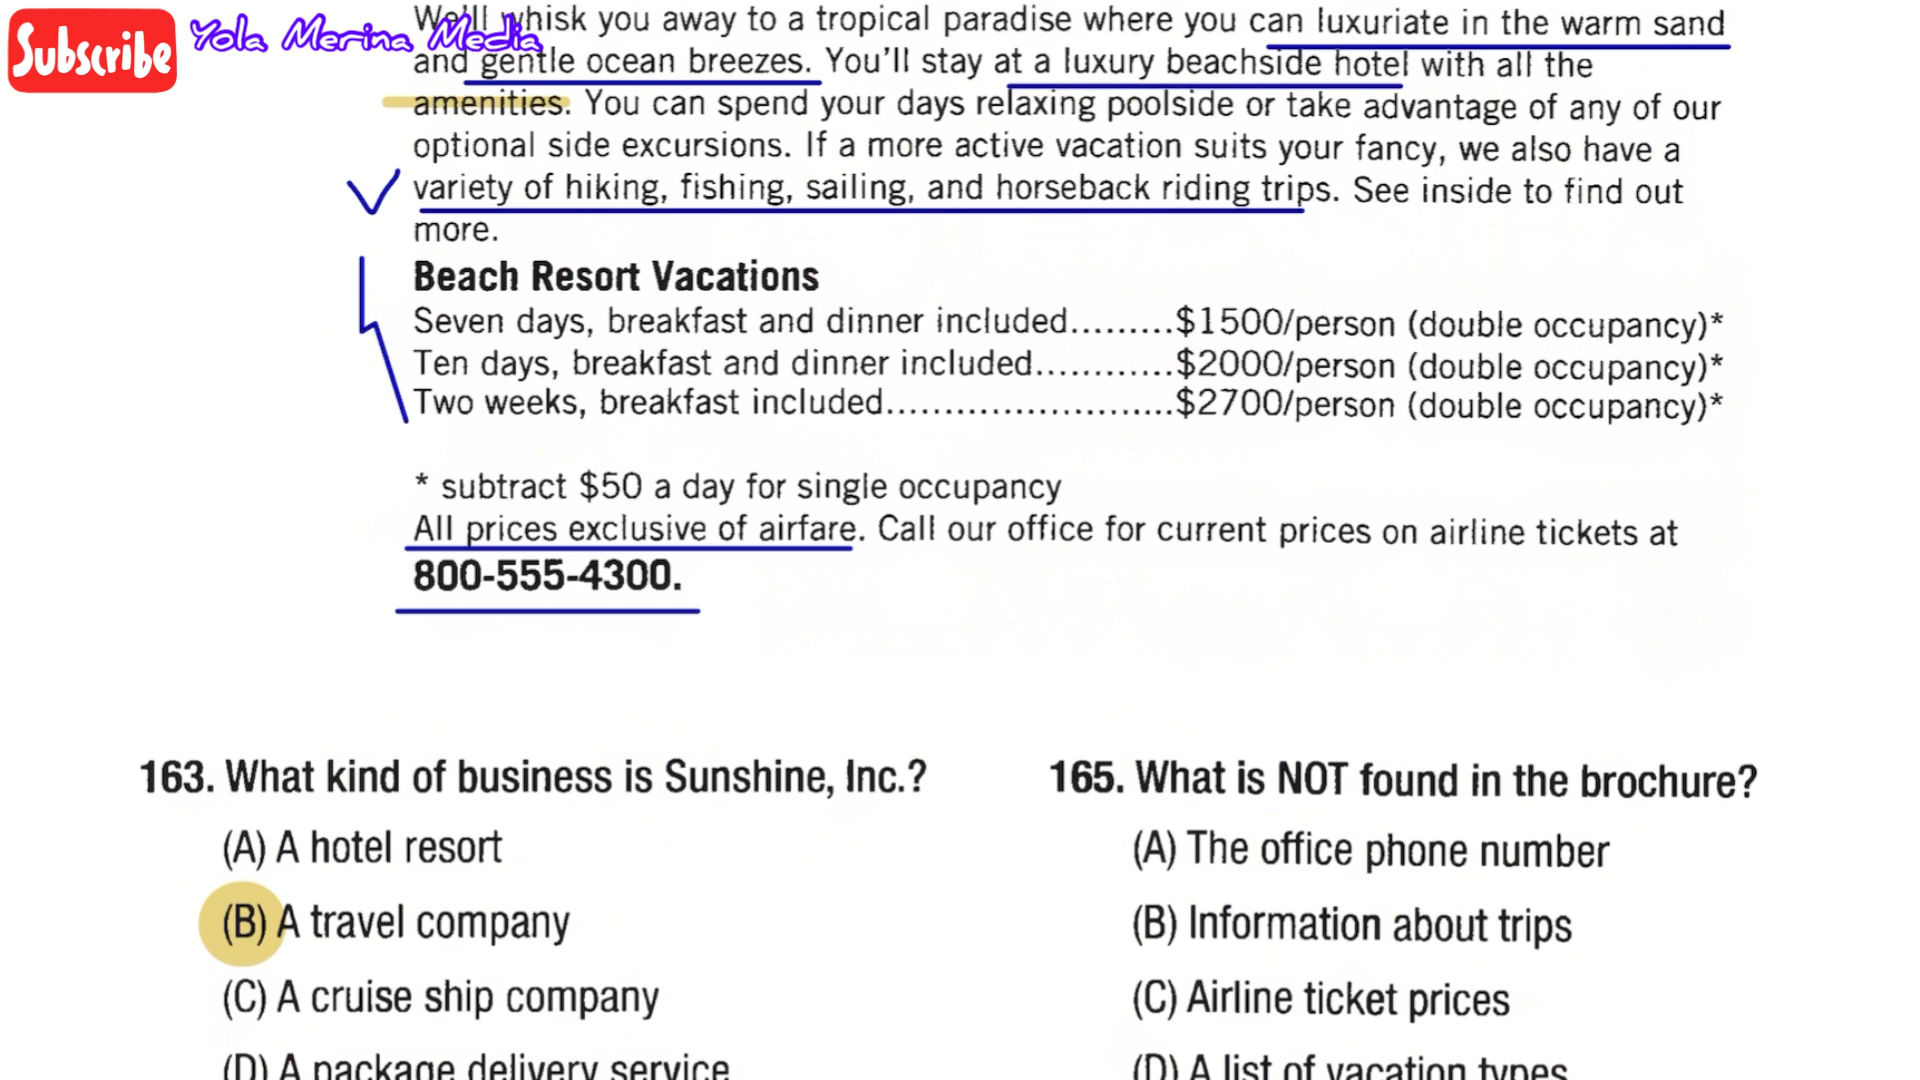 Subscribe
Yola Merina Media
We'll whisk you away to a tropical paradise where you can luxuriate in the warm sand
and gentle ocean breezes. You'll stay at a luxury beachside hotel with all the
amenities. You can spend your days relaxing poolside or take advantage of any of our
optional side excursions. If a more active vacation suits your fancy, we also have a
variety of hiking, fishing, sailing, and horseback riding trips. See inside to find out
more.
Beach Resort Vacations
Seven days, breakfast and dinner included.........$1500/person (double occupancy)*
Ten days, breakfast and dinner included............$2000/person (double occupancy)*
Two weeks, breakfast included.........................$2700/person (double occupancy)*
* subtract $50 a day for single occupancy
All prices exclusive of airfare. Call our office for current prices on airline tickets at
800-555-4300.
163. What kind of business is Sunshine, Inc.?
(A) A hotel resort
(B) A travel company
(C) A cruise ship company
(D) A package delivery service
165. What is NOT found in the brochure?
(A) The office phone number
(B) Information about trips
(C) Airline ticket prices
(D) A list of vacation types